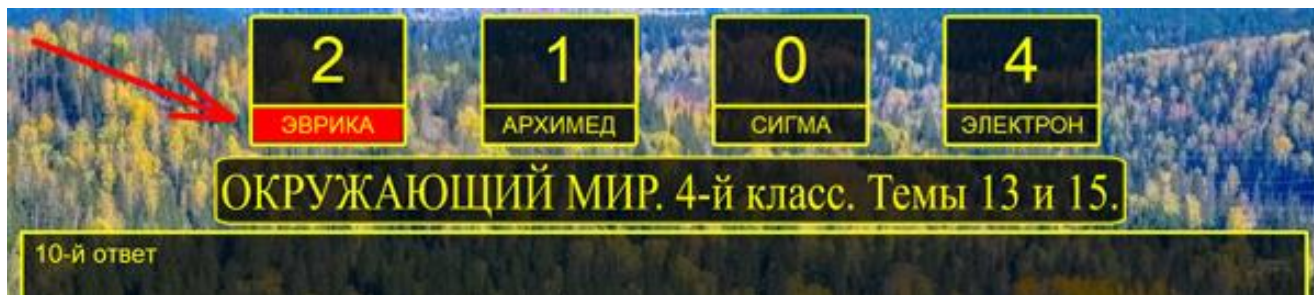 2 1 0 4
ЭВРИКА АРХИМЕД СИГМА ЭЛЕКТРОН
ОКРУЖАЮЩИЙ МИР. 4-й класс. Темы 13 и 15.
10-й ответ